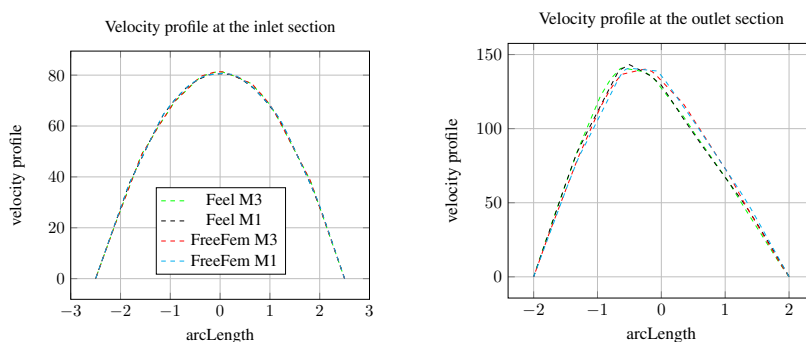 Velocity profile at the inlet section
80
60
40
20
0
velocity profile
Feel M3
Feel M1
FreeFem M3
FreeFem M1
−3 −2 −1 0 1 2 3
arcLength
Velocity profile at the outlet section
150
100
50
0
velocity profile
−2 −1 0 1 2
arcLength